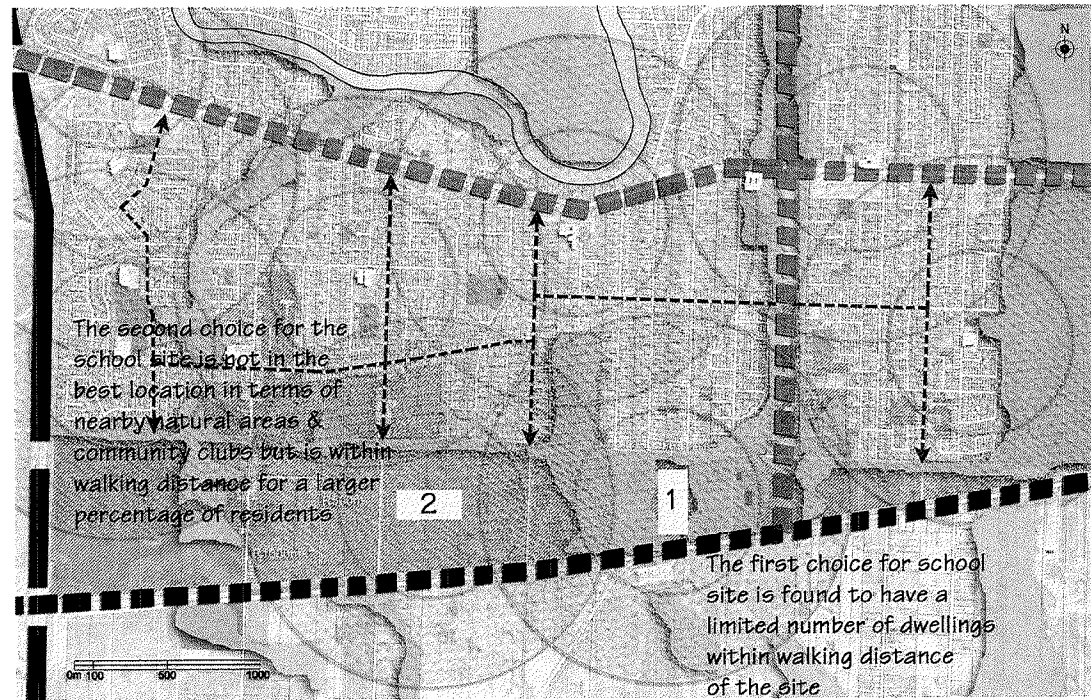 N
The second choice for the
school site is not in the
best location in terms of
nearby natural areas &
community clubs but is within
walking distance for a larger
percentage of residents
2
1
The first choice for school
site is found to have a
limited number of dwellings
within walking distance
of the site
0m 100 500 1000